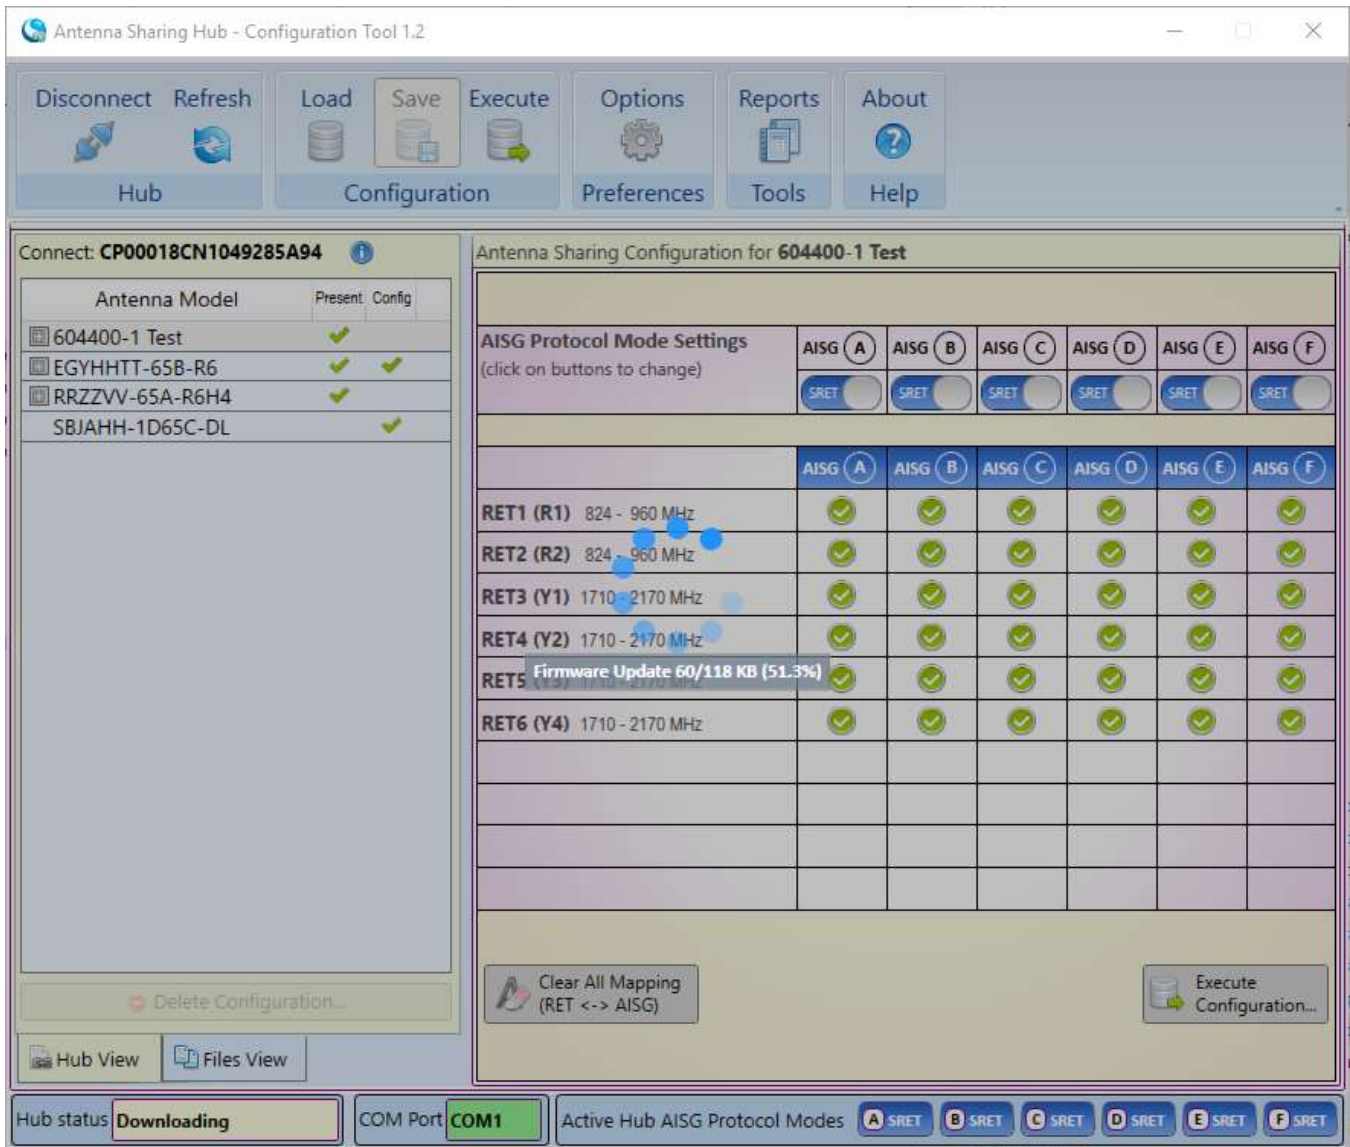 Antenna Sharing Hub - Configuration Tool 1.2
Disconnect Refresh Load Save Execute Options Reports About
Hub Configuration Preferences Tools Help
Connect: CP00018CN1049285A94
Antenna Model Present Config
604400-1 Test
EGYHHTT-65B-R6
RRZZVV-65A-R6H4
SBJAHH-1D65C-DL
Delete Configuration...
Hub View Files View
Antenna Sharing Configuration for 604400-1 Test
AISG Protocol Mode Settings
(click on buttons to change)
AISG A AISG B AISG C AISG D AISG E AISG F
SRET SRET SRET SRET SRET SRET
AISG A AISG B AISG C AISG D AISG E AISG F
RET1 (R1) 824 - 960 MHz
RET2 (R2) 824 - 960 MHz
RET3 (Y1) 1710 - 2170 MHz
RET4 (Y2) 1710 - 2170 MHz
Firmware Update 60/118 KB (51.3%)
RET5 (Y3) 1710 - 2170 MHz
RET6 (Y4) 1710 - 2170 MHz
Clear All Mapping
(RET <-> AISG)
Execute
Configuration...
Hub status Downloading COM Port COM1 Active Hub AISG Protocol Modes A SRET B SRET C SRET D SRET E SRET F SRET